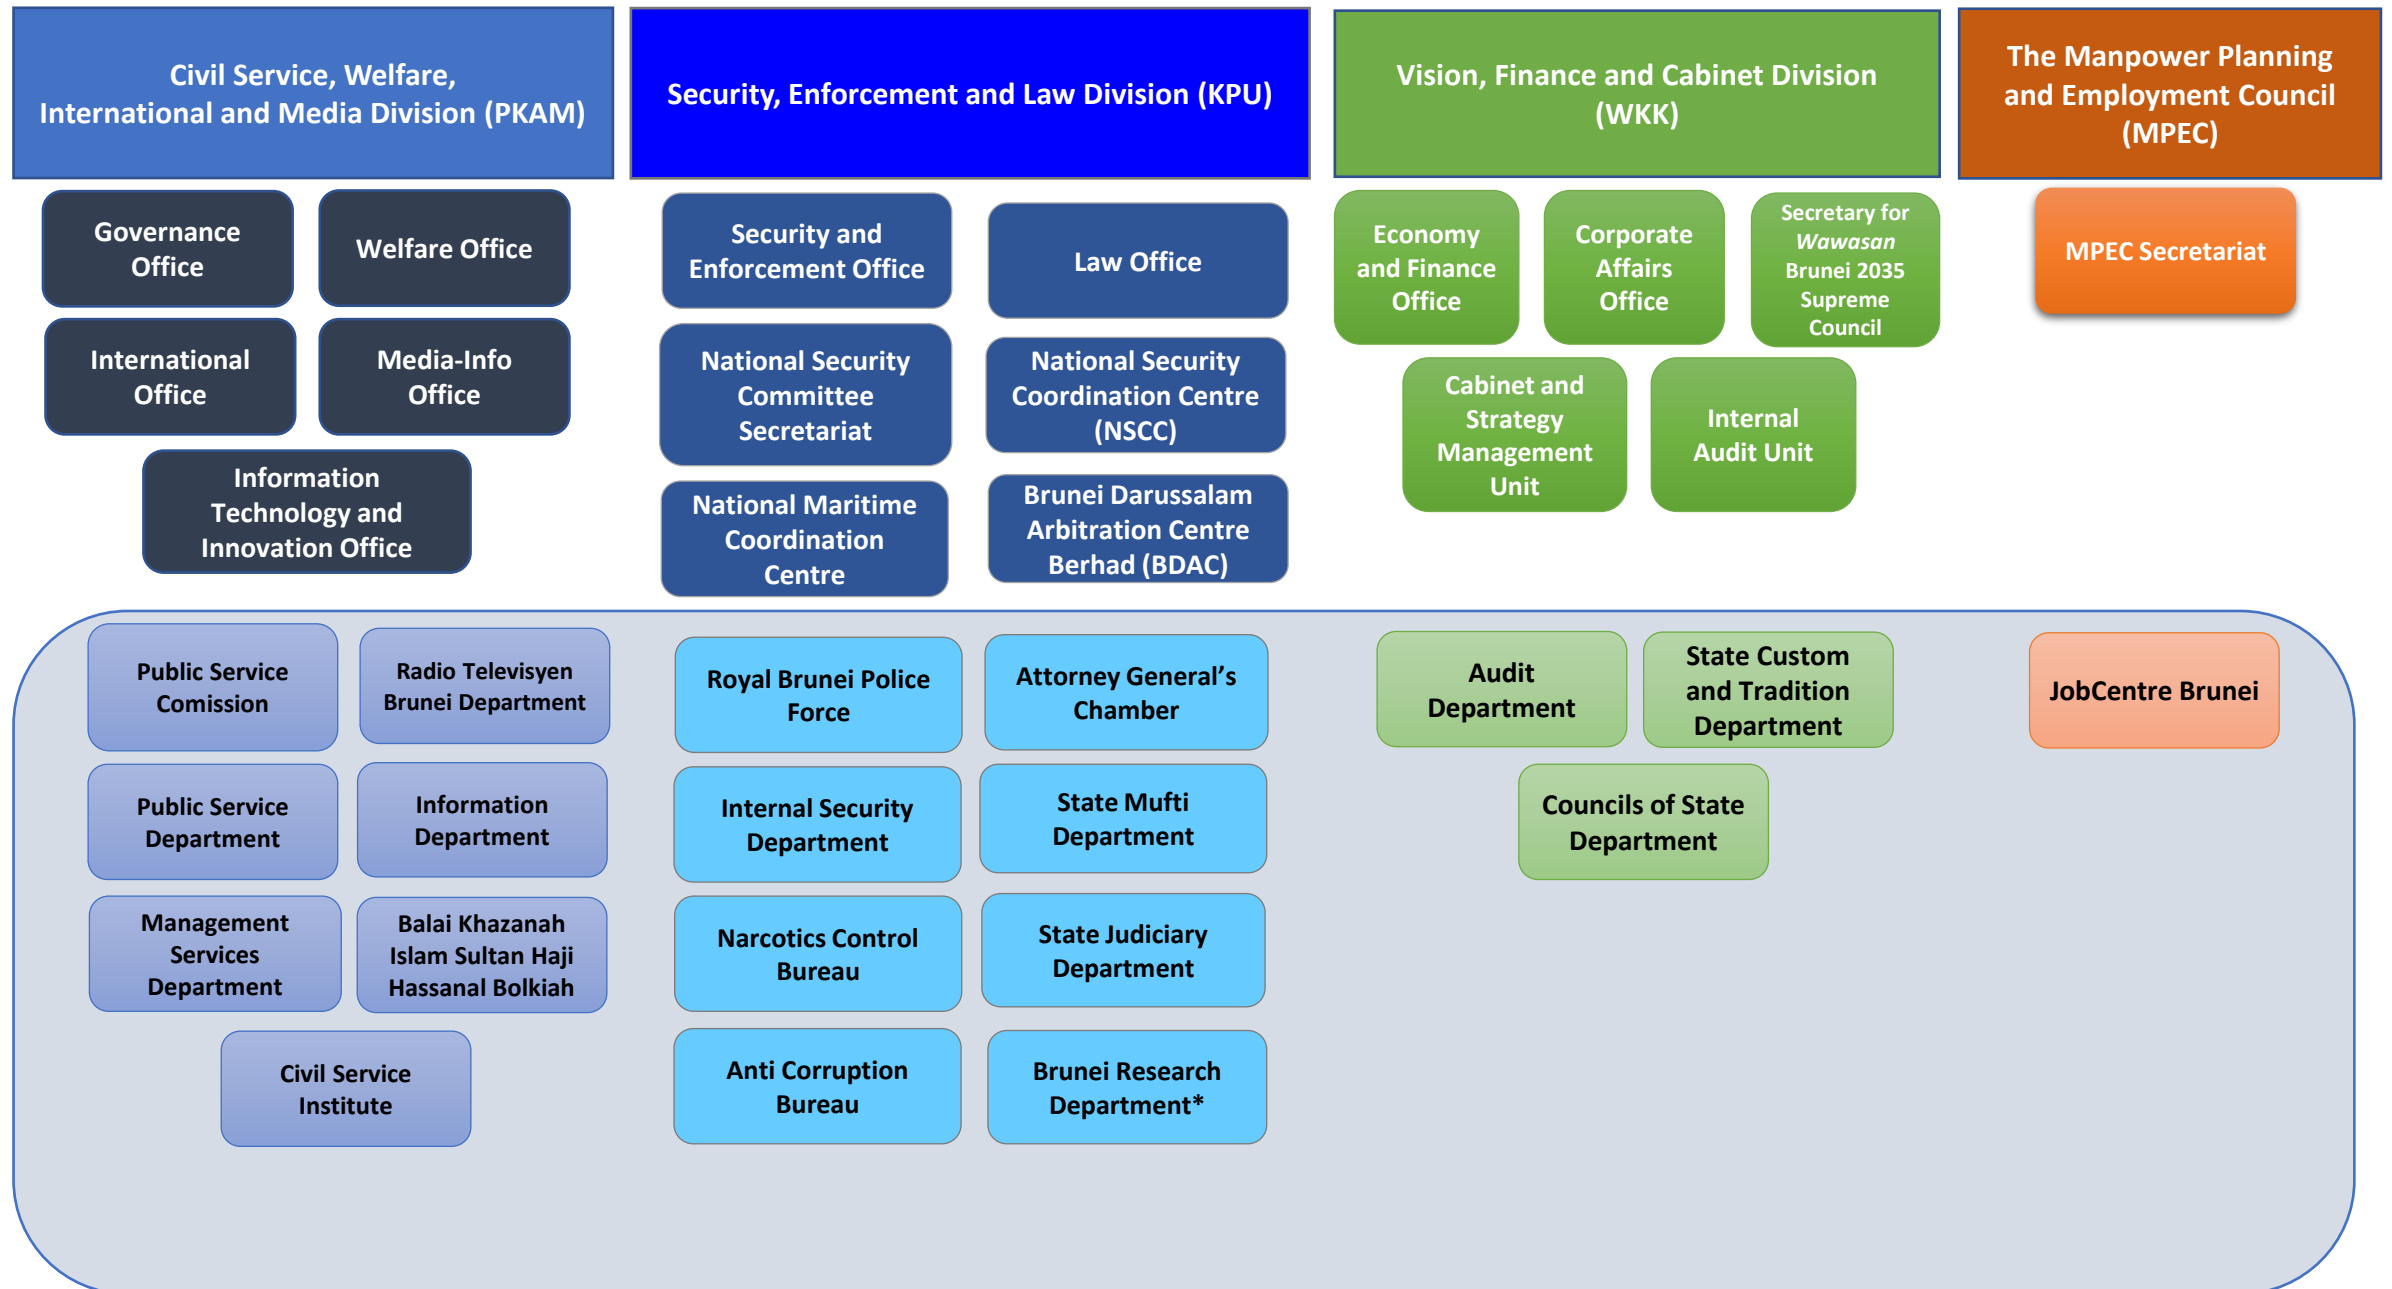 Civil Service, Welfare,
International and Media Division (PKAM)
Security, Enforcement and Law Division (KPU)
Vision, Finance and Cabinet Division
(WKK)
The Manpower Planning
and Employment Council
(MPEC)
Governance
Office
Welfare Office
International
Office
Media-Info
Office
Information
Technology and
Innovation Office
Security and
Enforcement Office
Law Office
National Security
Committee
Secretariat
National Security
Coordination Centre
(NSCC)
National Maritime
Coordination
Centre
Brunei Darussalam
Arbitration Centre
Berhad (BDAC)
Economy
and Finance
Office
Corporate
Affairs
Office
Secretary for
Wawasan
Brunei 2035
Supreme
Council
Cabinet and
Strategy
Management
Unit
Internal
Audit Unit
MPEC Secretariat
Public Service
Comission
Radio Televisyen
Brunei Department
Public Service
Department
Information
Department
Management
Services
Department
Balai Khazanah
Islam Sultan Haji
Hassanal Bolkiah
Civil Service
Institute
Royal Brunei Police
Force
Attorney General’s
Chamber
Internal Security
Department
State Mufti
Department
Narcotics Control
Bureau
State Judiciary
Department
Anti Corruption
Bureau
Brunei Research
Department*
Audit
Department
State Custom
and Tradition
Department
Councils of State
Department
JobCentre Brunei